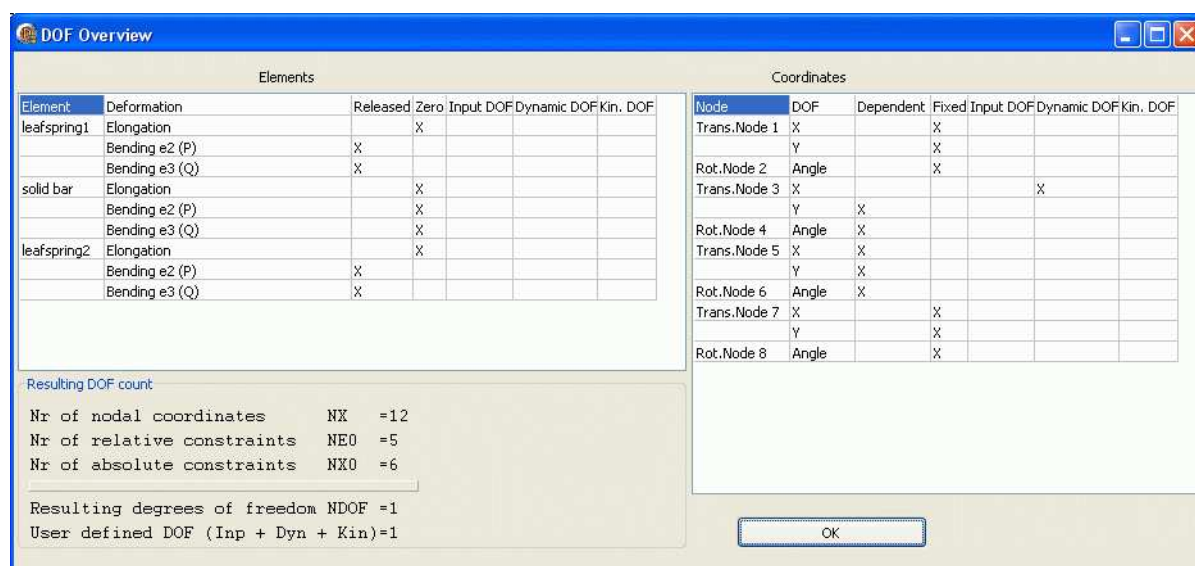 DOF Overview
Elements
Element Deformation Released Zero Input DOF Dynamic DOF Kin. DOF
leafspring1 Elongation X
Bending e2 (P) X
Bending e3 (Q) X
solid bar Elongation X
Bending e2 (P) X
Bending e3 (Q) X
leafspring2 Elongation X
Bending e2 (P) X
Bending e3 (Q) X
Coordinates
Node DOF Dependent Fixed Input DOF Dynamic DOF Kin. DOF
Trans.Node 1 X X
Y X
Rot.Node 2 Angle X
Trans.Node 3 X X
Y X
Rot.Node 4 Angle X
Trans.Node 5 X X
Y X
Rot.Node 6 Angle X
Trans.Node 7 X X
Y X
Rot.Node 8 Angle X
Resulting DOF count
Nr of nodal coordinates NX =12
Nr of relative constraints NE0 =5
Nr of absolute constraints NX0 =6
Resulting degrees of freedom NDOF =1
User defined DOF (Inp + Dyn + Kin)=1
OK